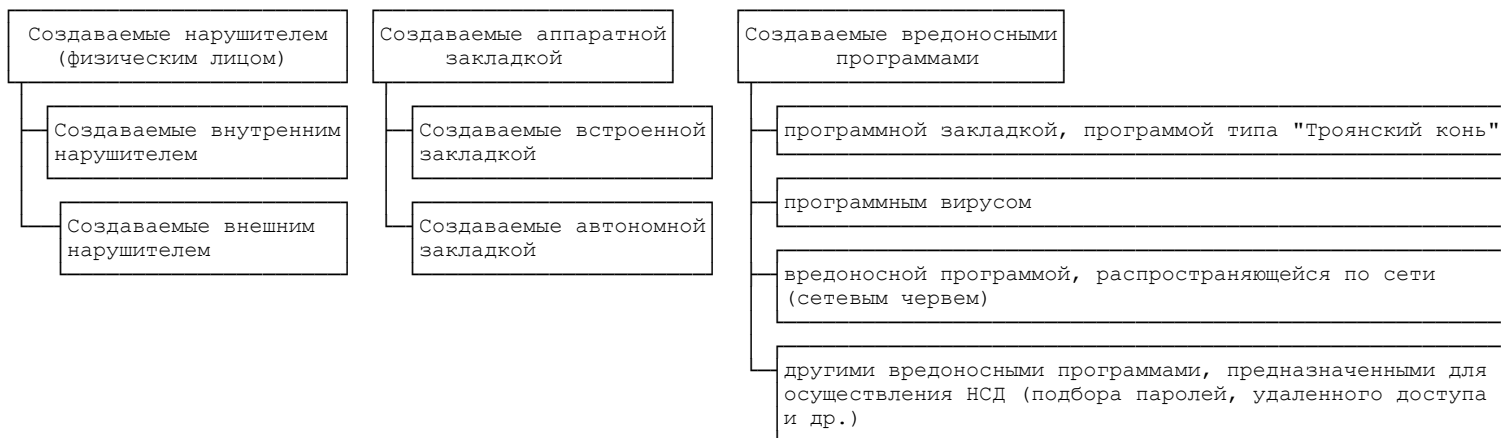 Создаваемые нарушителем
(физическим лицом)
Создаваемые внутренним
нарушителем
Создаваемые внешним
нарушителем
Создаваемые аппаратной
закладкой
Создаваемые встроенной
закладкой
Создаваемые автономной
закладкой
Создаваемые вредоносными
программами
программной закладкой, программой типа "Троянский конь"
программным вирусом
вредоносной программой, распространяющейся по сети
(сетевым червем)
другими вредоносными программами, предназначенными для
осуществления НСД (подбора паролей, удаленного доступа
и др.)